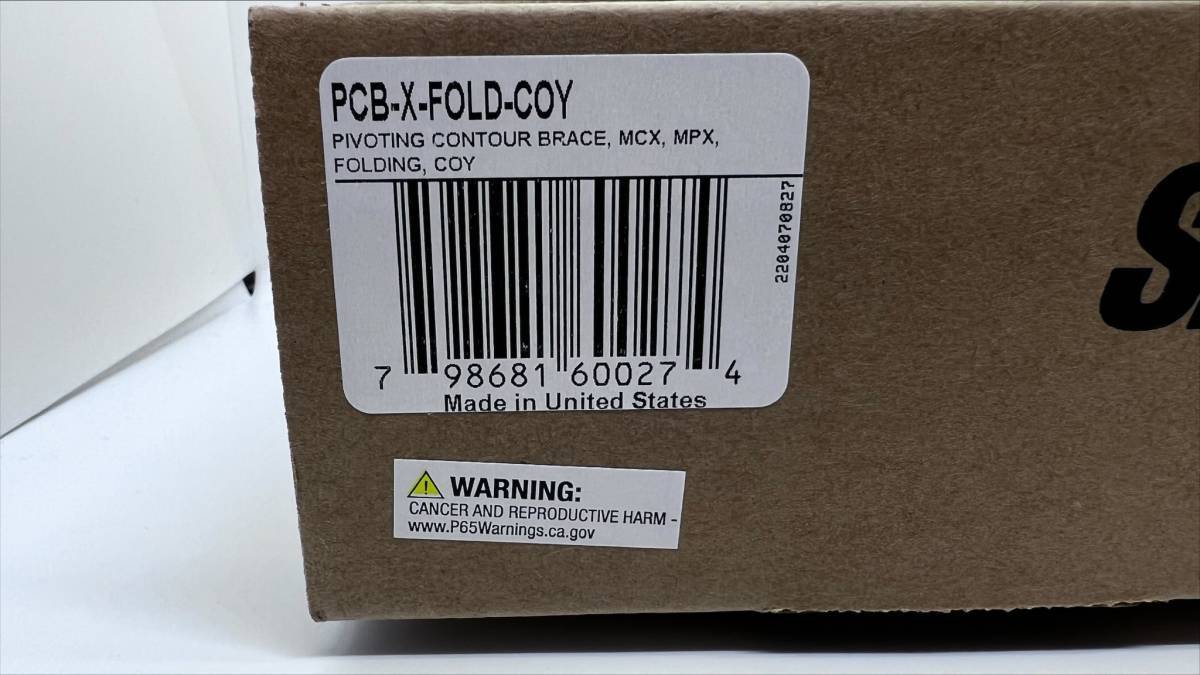 PCB-X-FOLD-COY
PIVOTING CONTOUR BRACE, MCX, MPX,
FOLDING, COY
2204070827
7 98681 60027 4
Made in United States
WARNING:
CANCER AND REPRODUCTIVE HARM -
www.P65Warnings.ca.gov